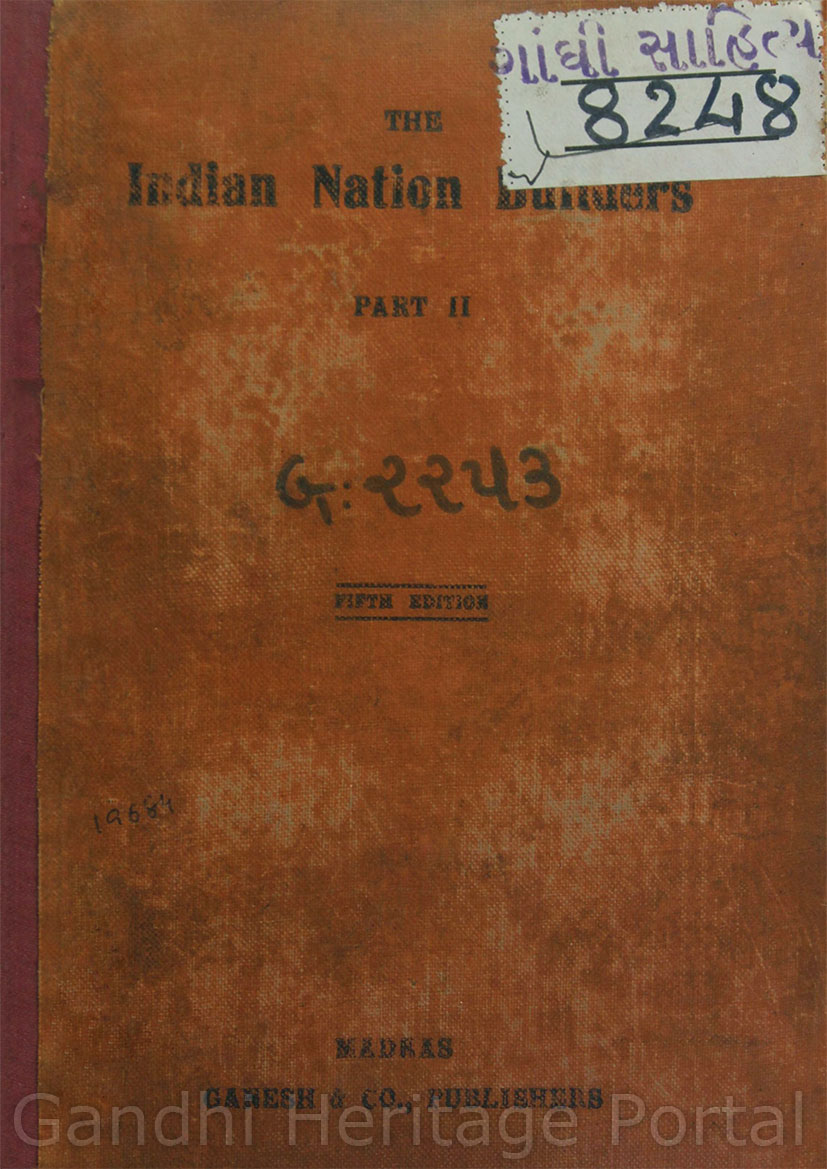 ગાંધી સાહિત્ય
8248
THE
Indian Nation Builders
PART II
બુ: ૨૨૫૩
FIFTH EDITION
MADRAS
GANESH & CO., PUBLISHERS
Gandhi Heritage Portal